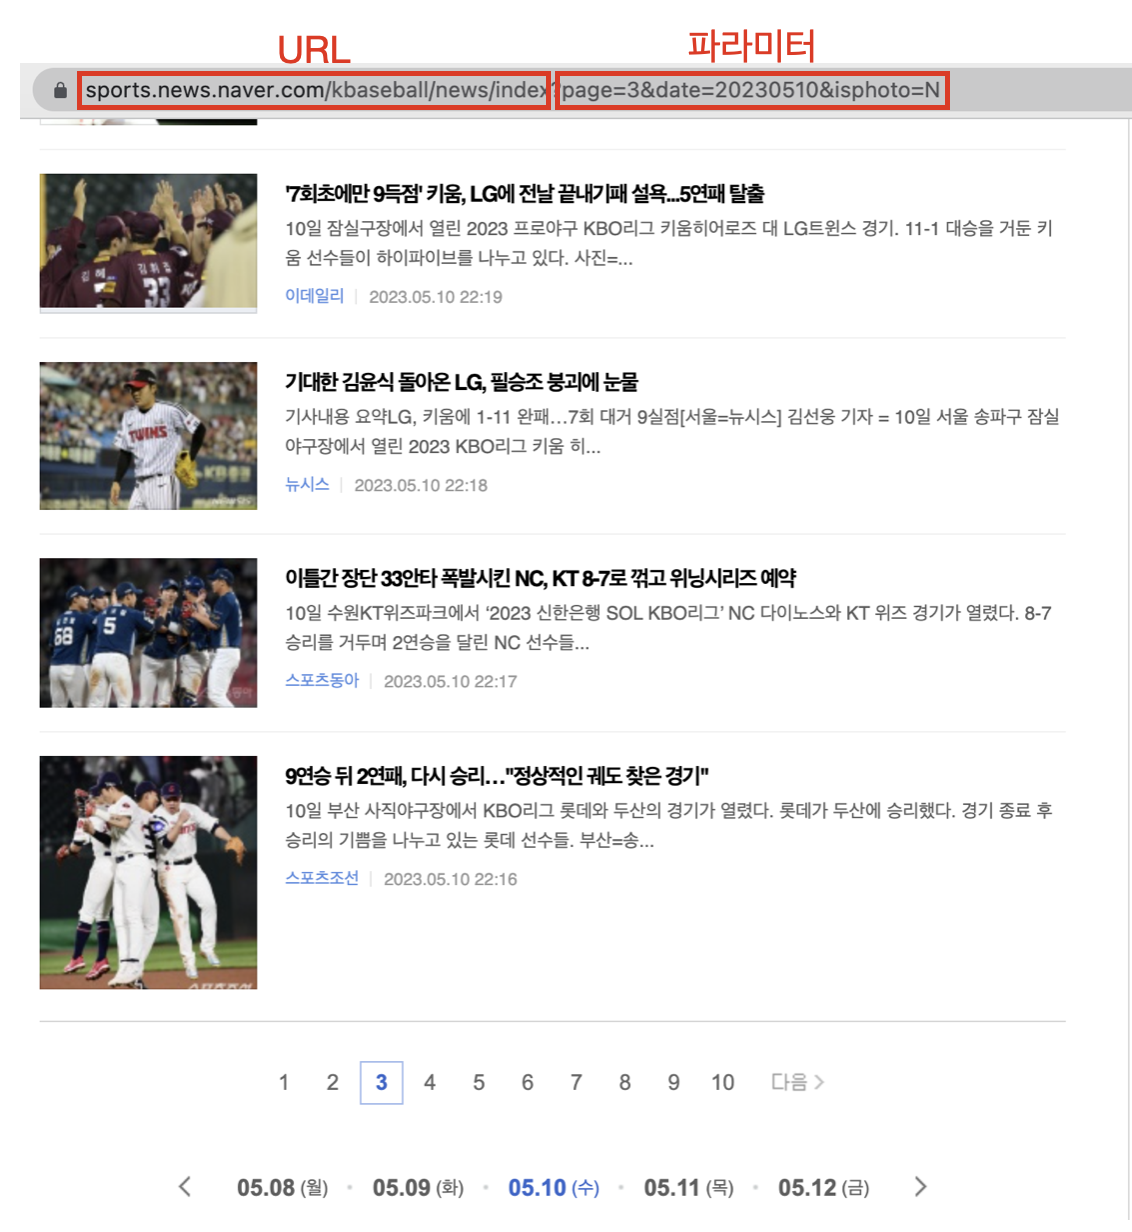 URL
파라미터
sports.news.naver.com/kbaseball/news/index?page=3&date=20230510&isphoto=N
'7회초에만 9득점' 키움, LG에 전날 끝내기패 설욕...5연패 탈출
10일 잠실구장에서 열린 2023 프로야구 KBO리그 키움히어로즈 대 LG트윈스 경기. 11-1 대승을 거둔 키
움 선수들이 하이파이브를 나누고 있다. 사진=...
이데일리 | 2023.05.10 22:19
33
기대한 김윤식 돌아온 LG, 필승조 붕괴에 눈물
기사내용 요약LG, 키움에 1-11 완패…7회 대거 9실점[서울=뉴시스] 김선웅 기자 = 10일 서울 송파구 잠실
야구장에서 열린 2023 KBO리그 키움 히...
뉴시스 | 2023.05.10 22:18
TWINS
이틀간 장단 33안타 폭발시킨 NC, KT 8-7로 꺾고 위닝시리즈 예약
10일 수원KT위즈파크에서 ‘2023 신한은행 SOL KBO리그’ NC 다이노스와 KT 위즈 경기가 열렸다. 8-7
승리를 거두며 2연승을 달린 NC 선수들...
스포츠동아 | 2023.05.10 22:17
68 5
9연승 뒤 2연패, 다시 승리…"정상적인 궤도 찾은 경기"
10일 부산 사직야구장에서 KBO리그 롯데와 두산의 경기가 열렸다. 롯데가 두산에 승리했다. 경기 종료 후
승리의 기쁨을 나누고 있는 롯데 선수들. 부산=송...
스포츠조선 | 2023.05.10 22:16
1 2 3 4 5 6 7 8 9 10 다음 >
< 05.08 (월) • 05.09 (화) • 05.10 (수) • 05.11 (목) • 05.12 (금) >